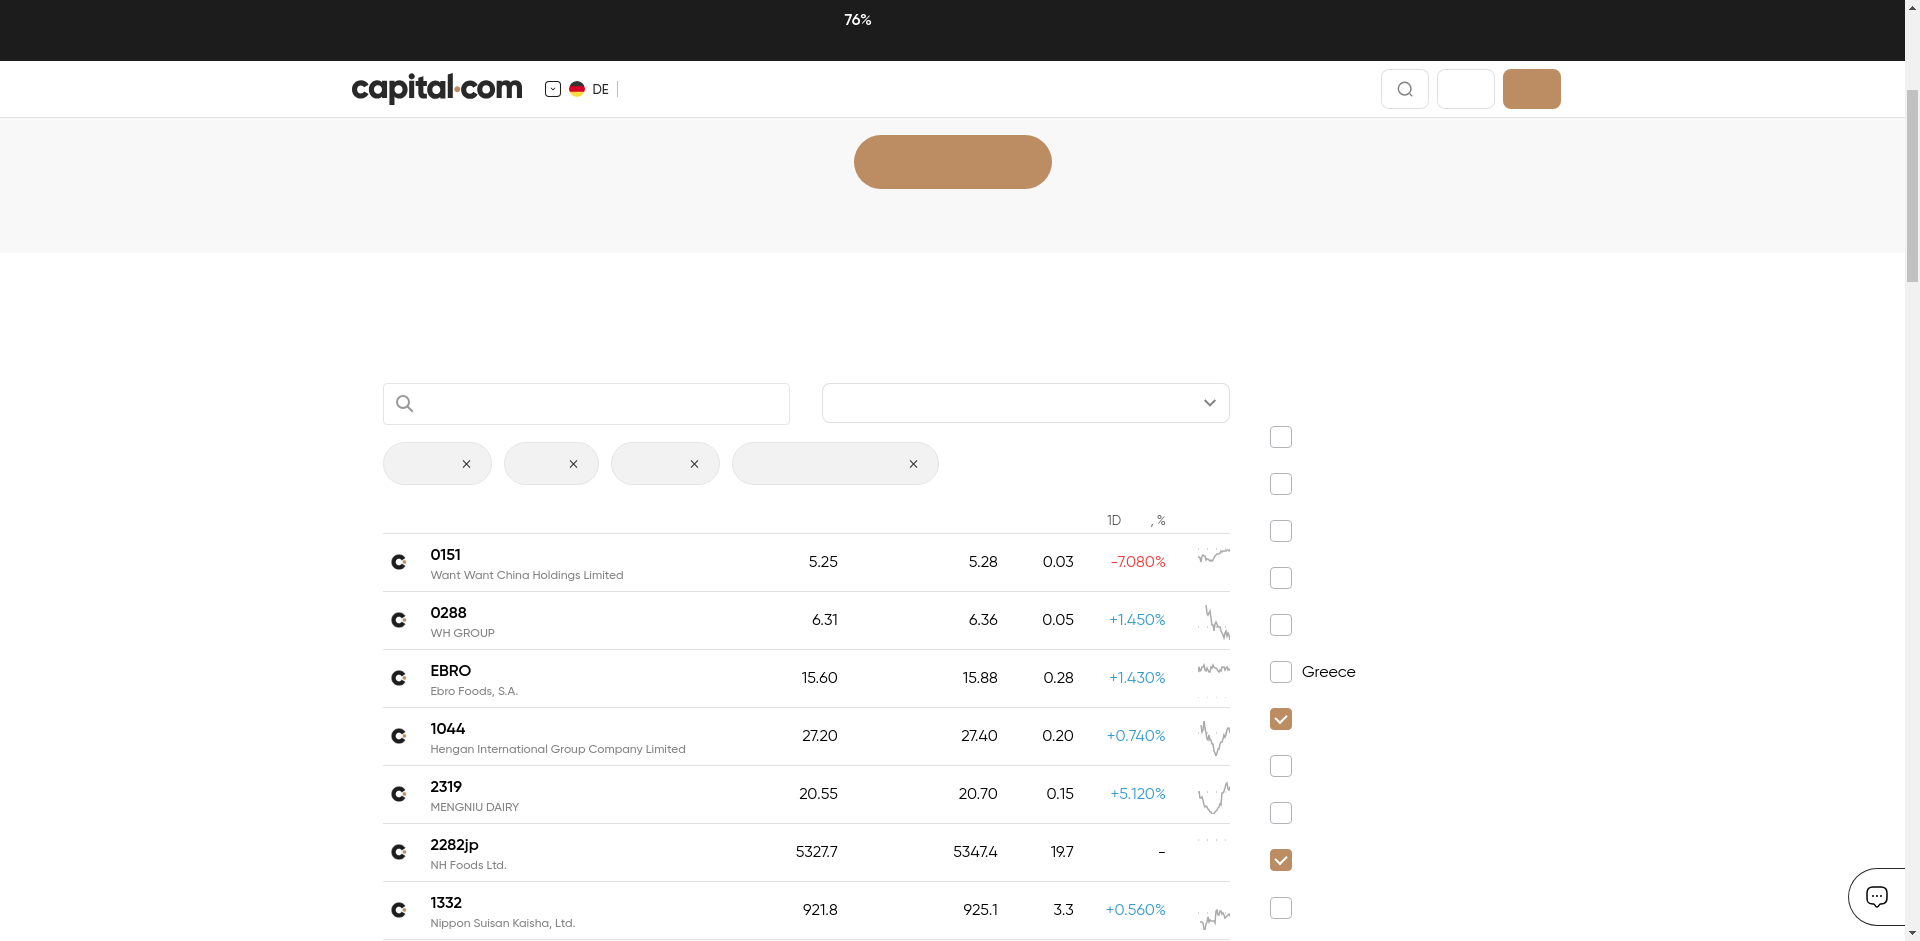 76%
capital.com
DE
1D , %
0151 5.25 5.28 0.03 -7.080%
Want Want China Holdings Limited
0288 6.31 6.36 0.05 +1.450%
WH GROUP
EBRO 15.60 15.88 0.28 +1.430%
Ebro Foods, S.A.
1044 27.20 27.40 0.20 +0.740%
Hengan International Group Company Limited
2319 20.55 20.70 0.15 +5.120%
MENGNIU DAIRY
2282jp 5327.7 5347.4 19.7 -
NH Foods Ltd.
1332 921.8 925.1 3.3 +0.560%
Nippon Suisan Kaisha, Ltd.
Greece